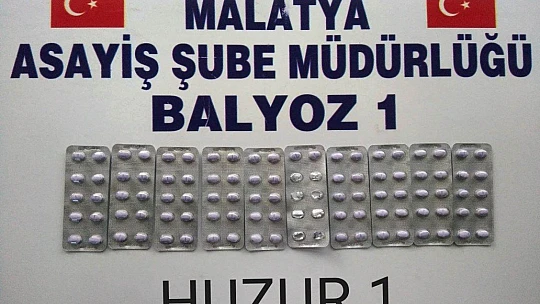 MALATYA
ASAYİŞ ŞUBE MÜDÜRLÜĞÜ
BALYOZ 1
HUZUR 1